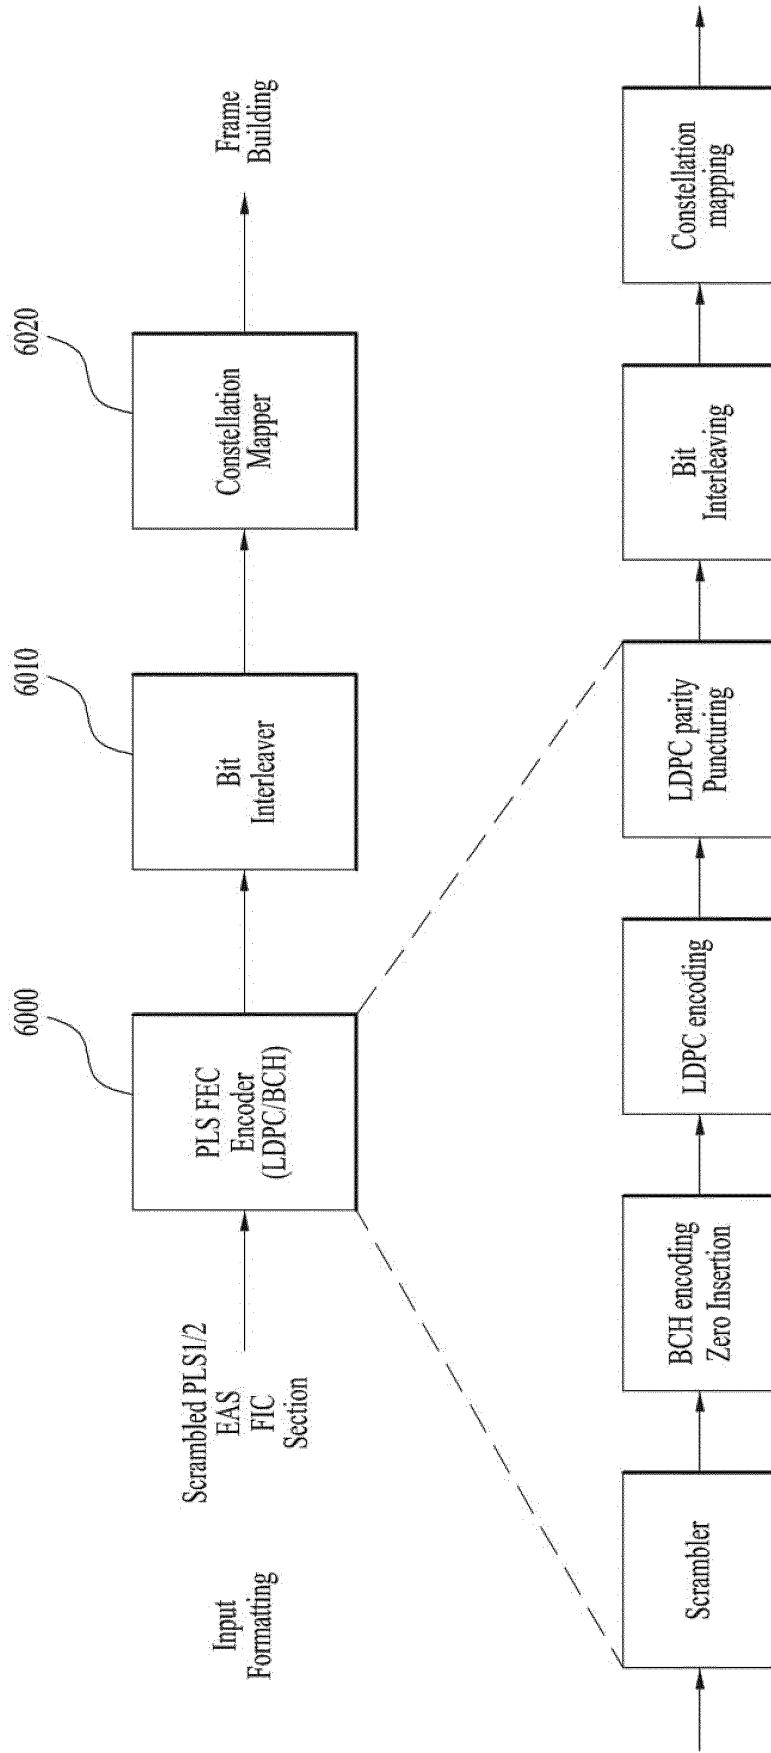 Input
Formatting
Scrambled PLS1/2
EAS
FIC
Section
6000
PLS FEC
Encoder
(LDPC/BCH)
6010
Bit
Interleaver
6020
Constellation
Mapper
Frame
Building
Scrambler
BCH encoding
Zero Insertion
LDPC encoding
LDPC parity
Puncturing
Bit
Interleaving
Constellation
mapping